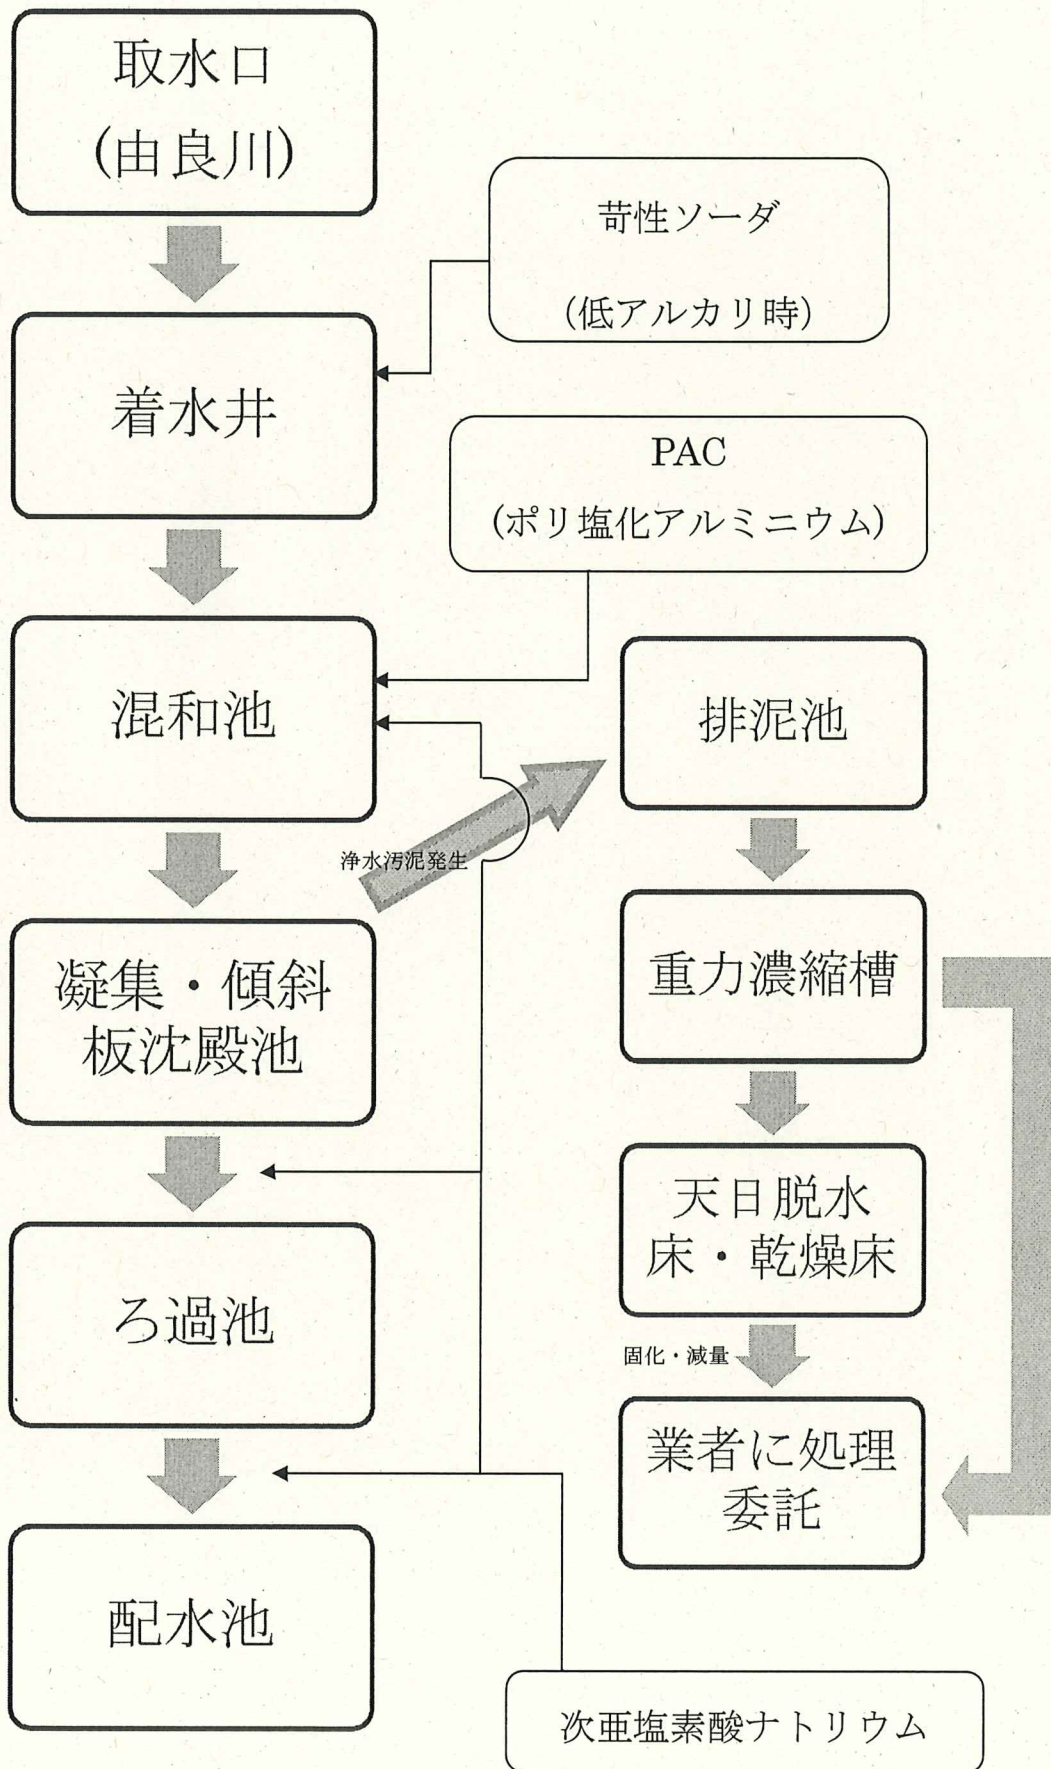 取水口
(由良川)
苛性ソーダ
(低アルカリ時)
着水井
PAC
(ポリ塩化アルミニウム)
混和池
排泥池
浄水汚泥発生
凝集・傾斜
板沈殿池
重力濃縮槽
天日脱水
床・乾燥床
ろ過池
固化・減量
業者に処理
委託
配水池
次亜塩素酸ナトリウム